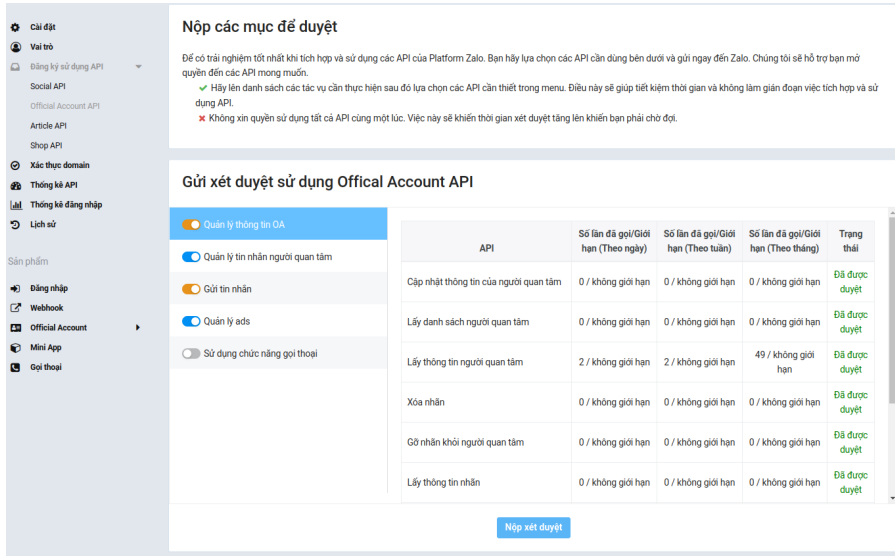 Cài đặt
Vai trò
Đăng ký sử dụng API
Social API
Official Account API
Article API
Shop API
Xác thực domain
Thống kê API
Thống kê đăng nhập
Lịch sử
Sản phẩm
Đăng nhập
Webhook
Official Account
Mini App
Gọi thoại
Nộp các mục để duyệt
Để có trải nghiệm tốt nhất khi tích hợp và sử dụng các API của Platform Zalo. Bạn hãy lựa chọn các API cần dùng bên dưới và gửi ngay đến Zalo. Chúng tôi sẽ hỗ trợ bạn mở
quyền đến các API mong muốn.
Hãy lên danh sách các tác vụ cần thực hiện sau đó lựa chọn các API cần thiết trong menu. Điều này sẽ giúp tiết kiệm thời gian và không làm gián đoạn việc tích hợp và sử
dụng API.
Không xin quyền sử dụng tất cả API cùng một lúc. Việc này sẽ khiến thời gian xét duyệt tăng lên khiến bạn phải chờ đợi.
Gửi xét duyệt sử dụng Offical Account API
Quản lý thông tin OA
Quản lý tin nhắn người quan tâm
Gửi tin nhắn
Quản lý ads
Sử dụng chức năng gọi thoại
API
Số lần đã gọi/Giới
hạn (Theo ngày)
Số lần đã gọi/Giới
hạn (Theo tuần)
Số lần đã gọi/Giới
hạn (Theo tháng)
Trạng
thái
Cập nhật thông tin của người quan tâm
0 / không giới hạn
0 / không giới hạn
0 / không giới hạn
Đã được
duyệt
Lấy danh sách người quan tâm
0 / không giới hạn
0 / không giới hạn
0 / không giới hạn
Đã được
duyệt
Lấy thông tin người quan tâm
2 / không giới hạn
2 / không giới hạn
49 / không giới
hạn
Đã được
duyệt
Xóa nhãn
0 / không giới hạn
0 / không giới hạn
0 / không giới hạn
Đã được
duyệt
Gỡ nhãn khỏi người quan tâm
0 / không giới hạn
0 / không giới hạn
0 / không giới hạn
Đã được
duyệt
Lấy thông tin nhãn
0 / không giới hạn
0 / không giới hạn
0 / không giới hạn
Đã được
duyệt
Nộp xét duyệt